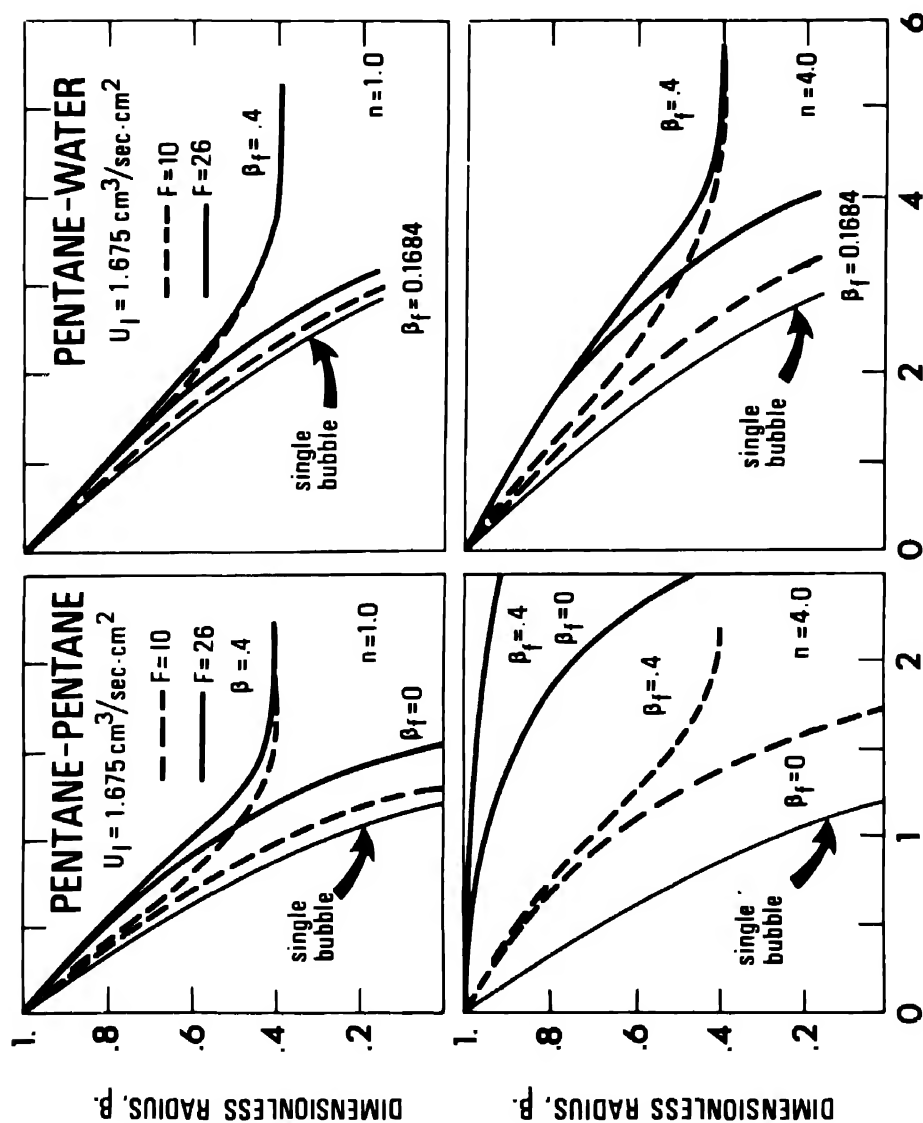 PENTANE-PENTANE
U_l = 1.675 cm³/sec·cm²
F=10
F=26
β=.4
n=1.0
β_f=0
single
bubble
1.
.8
.6
.4
.2
DIMENSIONLESS RADIUS, β.
PENTANE-WATER
U_l = 1.675 cm³/sec·cm²
F=10
F=26
β_f=.4
n=1.0
β_f=0.1684
single
bubble
β_f=.4
β_f=0
β_f=.4
n=4.0
β_f=0
single
bubble
1.
.8
.6
.4
.2
0
1
2
DIMENSIONLESS RADIUS, β.
β_f=.4
n=4.0
β_f=0.1684
single
bubble
0
2
4
6